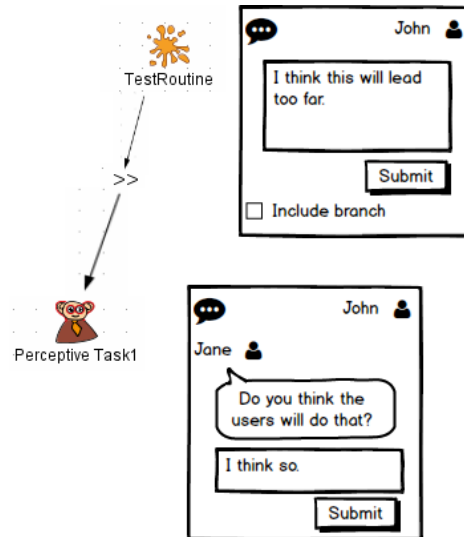 TestRoutine
>>
Perceptive Task1
John
I think this will lead
too far.
Submit
Include branch
John
Jane
Do you think the
users will do that?
I think so.
Submit